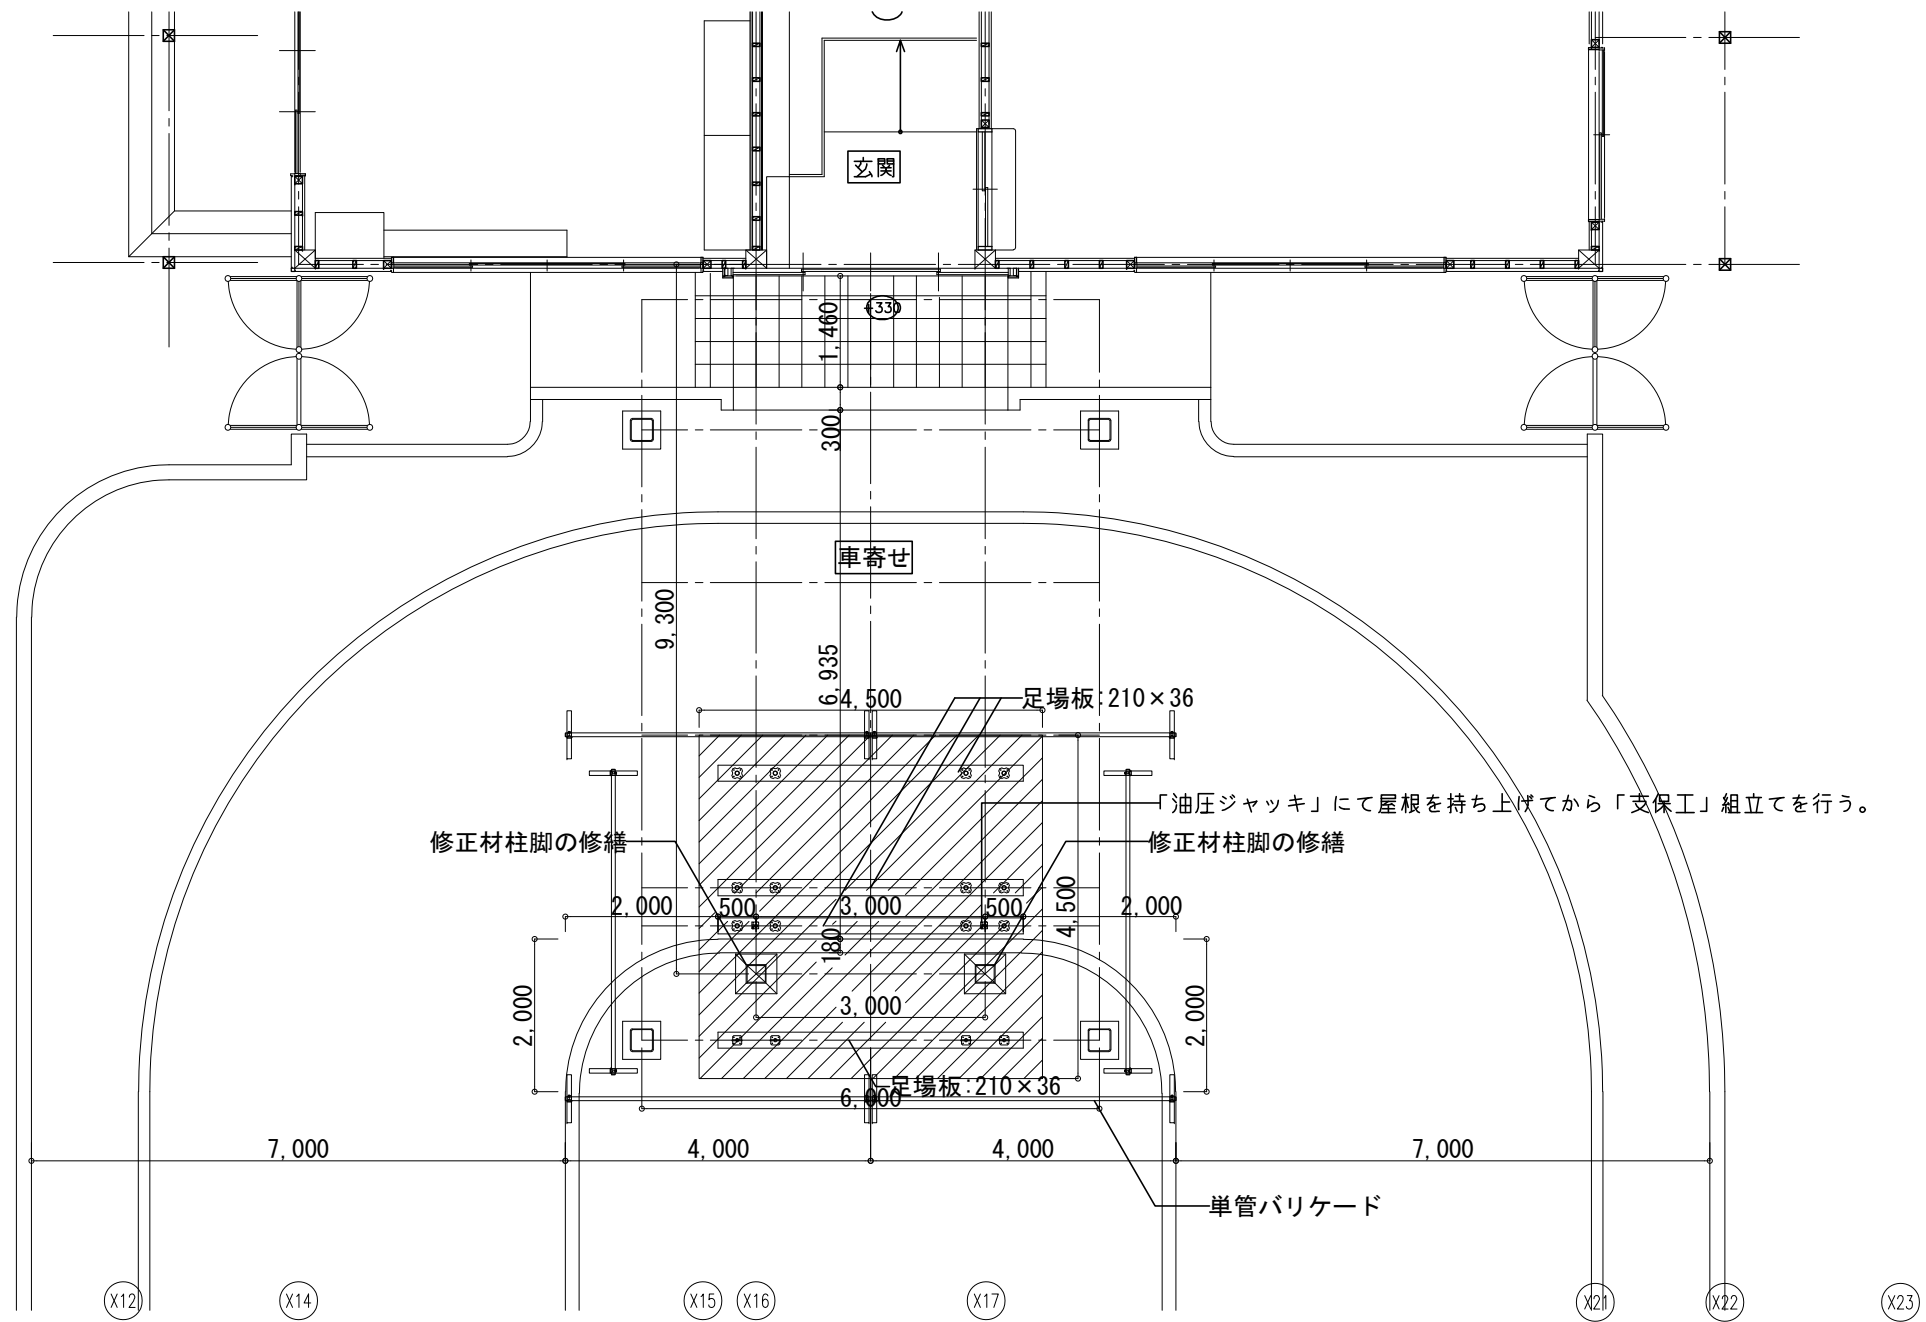 玄関
+330
1,460
300
車寄せ
9,300
6,935
4,500
足場板:210×36
「油圧ジャッキ」にて屋根を持ち上げてから「支保工」組立てを行う。
修正材柱脚の修繕
修正材柱脚の修繕
4,500
2,000
500
3,000
500
2,000
180
2,000
3,000
2,000
足場板:210×36
6,000
7,000
4,000
4,000
7,000
単管バリケード
X12
X14
X15
X16
X17
X21
X22
X23